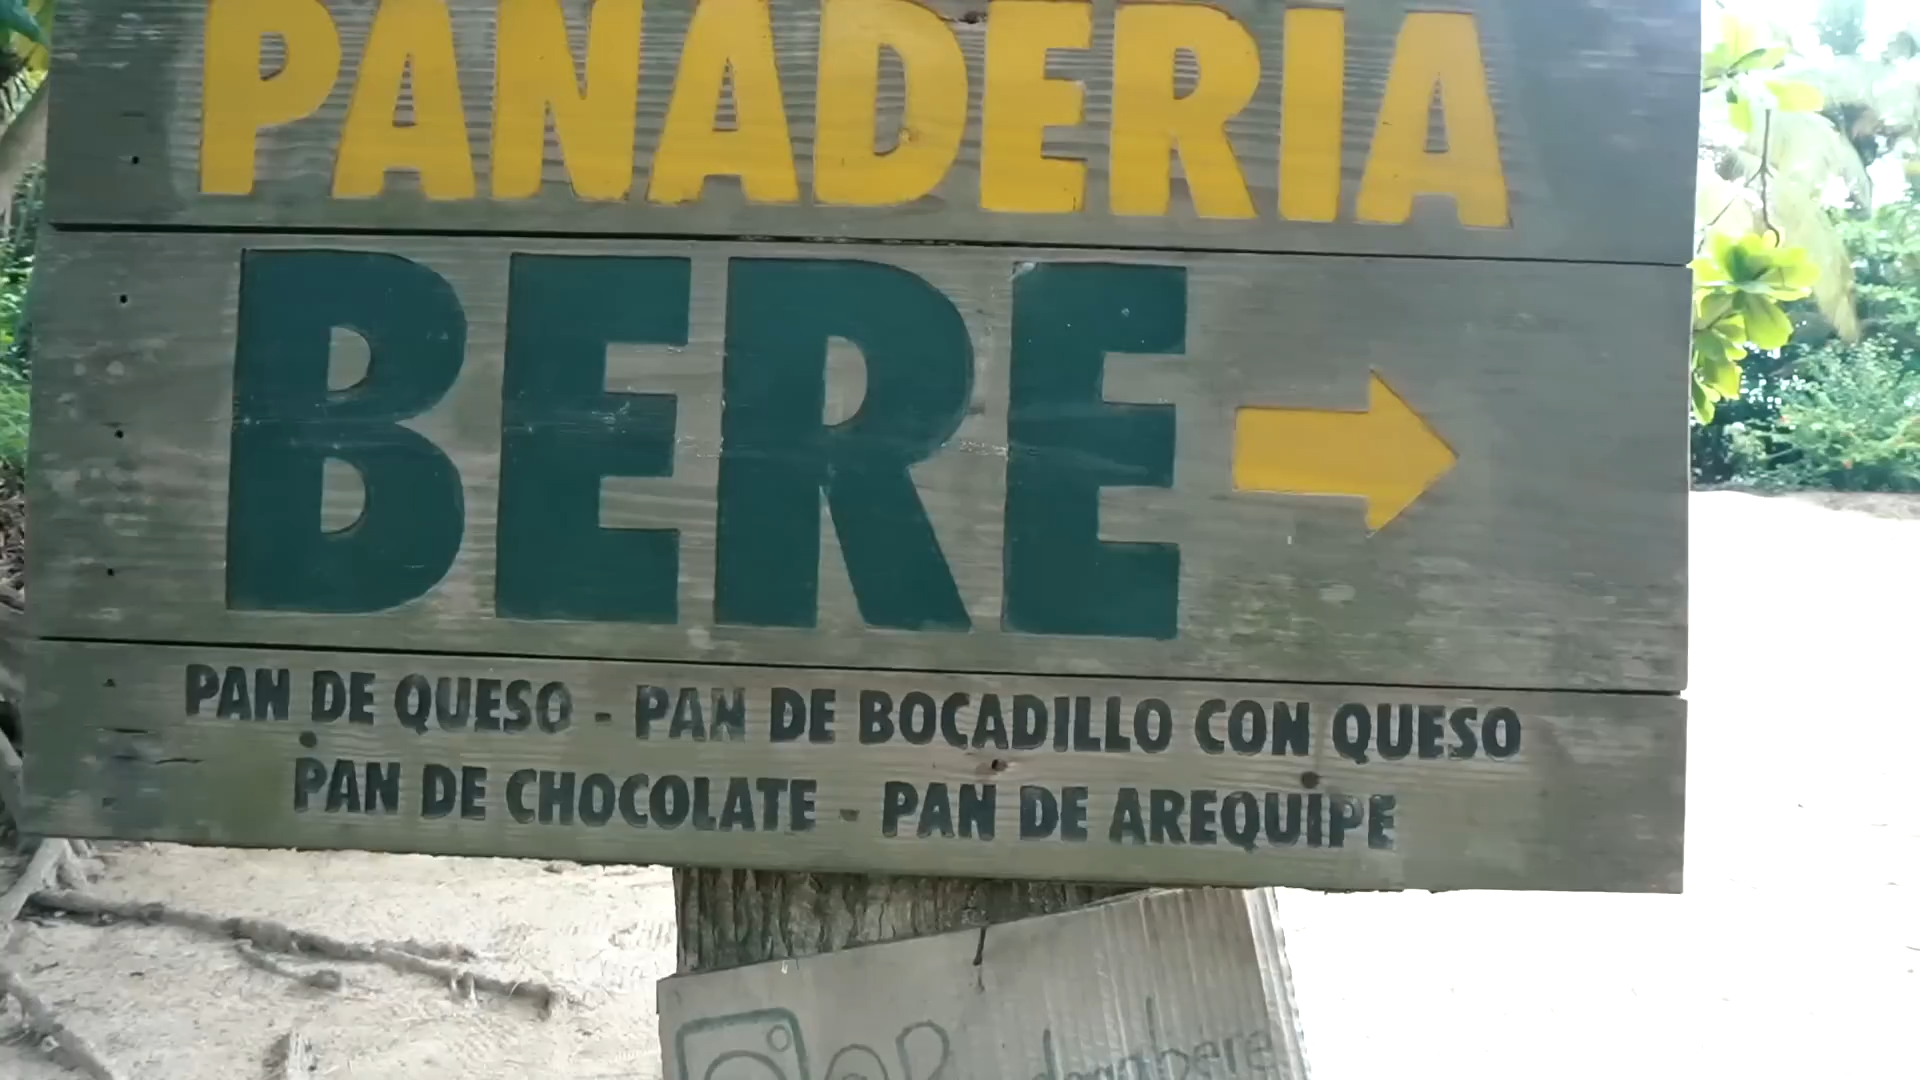 PANADERIA
BERE
PAN DE QUESO - PAN DE BOCADILLO CON QUESO
PAN DE CHOCOLATE - PAN DE AREQUIPE